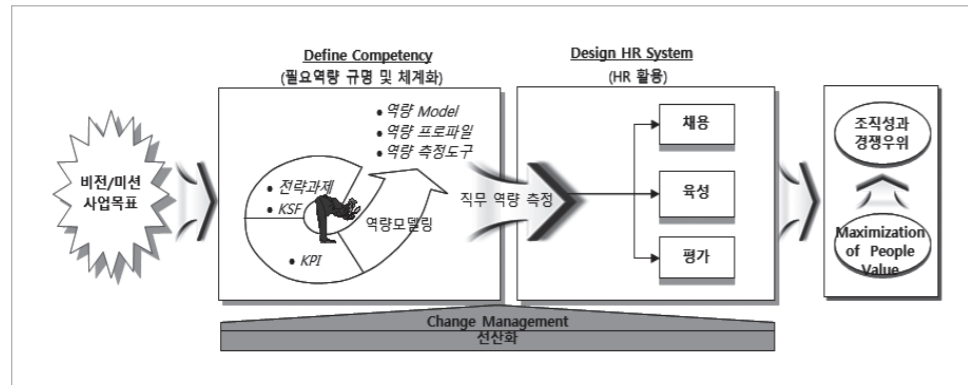 Define Competency
(필요역량 규명 및 체계화)
Design HR System
(HR 활용)
비전/미션
사업목표
• 역량 Model
• 역량 프로파일
• 역량 측정도구
• 전략과제
• KSF
• KPI
역량모델링
직무 역량 측정
채용
육성
평가
조직성과
경쟁우위
Maximization
of People
Value
Change Management
선산화